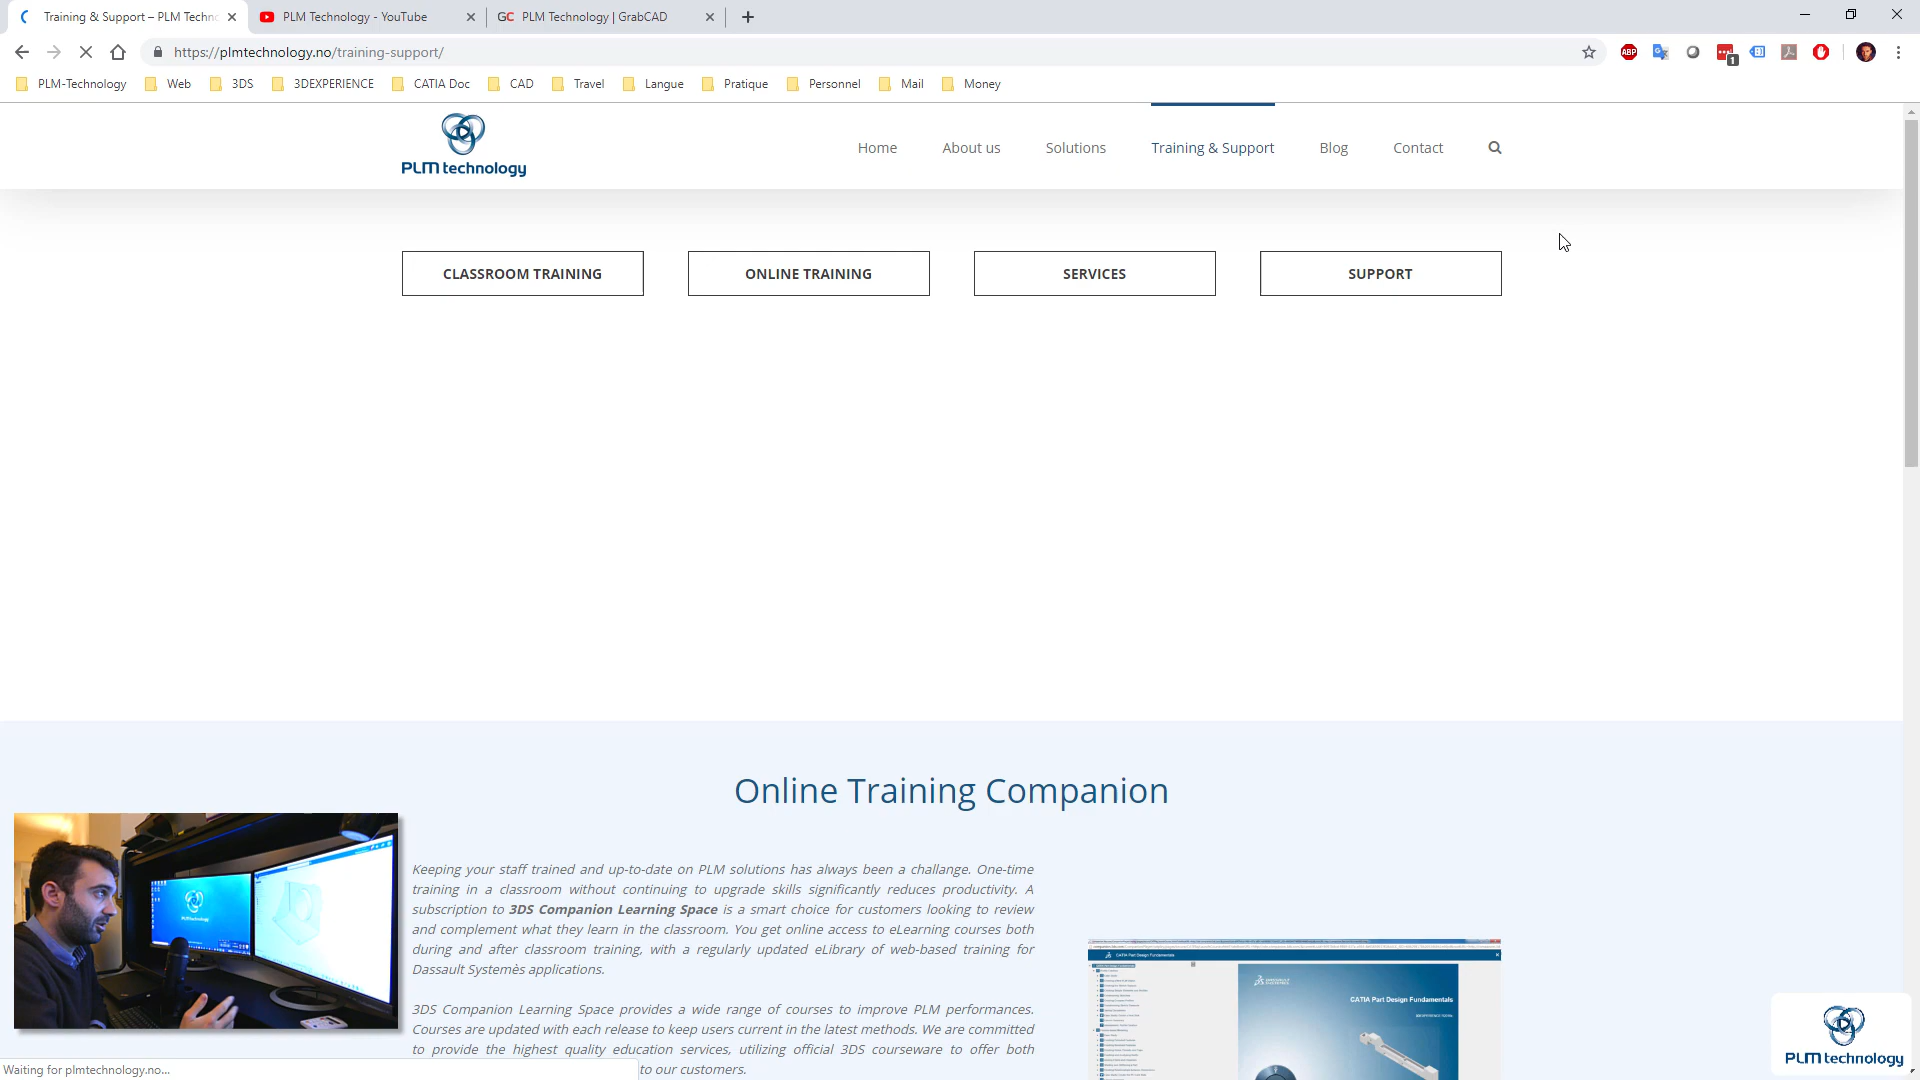 Training & Support – PLM Techno
PLM Technology - YouTube
GC PLM Technology | GrabCAD
https://plmtechnology.no/training-support/
ABP
1
PLM-Technology
Web
3DS
3DEXPERIENCE
CATIA Doc
CAD
Travel
Langue
Pratique
Personnel
Mail
Money
PLM technology
Home
About us
Solutions
Training & Support
Blog
Contact
CLASSROOM TRAINING
ONLINE TRAINING
SERVICES
SUPPORT
Online Training Companion
Keeping your staff trained and up-to-date on PLM solutions has always been a challange. One-time
training in a classroom without continuing to upgrade skills significantly reduces productivity. A
subscription to 3DS Companion Learning Space is a smart choice for customers looking to review
and complement what they learn in the classroom. You get online access to eLearning courses both
during and after classroom training, with a regularly updated eLibrary of web-based training for
Dassault Systemès applications.
3DS Companion Learning Space provides a wide range of courses to improve PLM performances.
Courses are updated with each release to keep users current in the latest methods. We are committed
to provide the highest quality education services, utilizing official 3DS courseware to offer both
to our customers.
CATIA Part Design Fundamentals
CATIA Part Design Fundamentals
PLM technology
PLM technology
Waiting for plmtechnology.no...